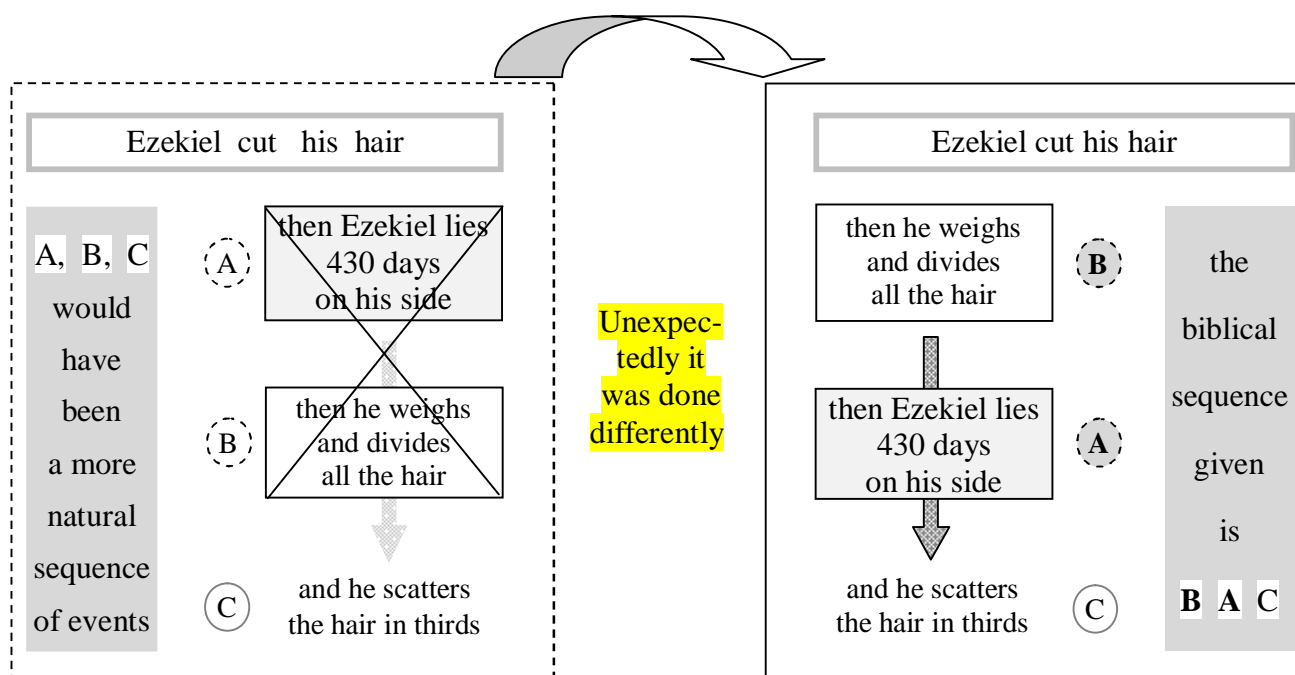 Ezekiel cut his hair
A, B, C
would
have
been
a more
natural
sequence
of events
A
then Ezekiel lies
430 days
on his side
B
then he weighs
and divides
all the hair
C
and he scatters
the hair in thirds
Unexpec-
tedly it
was done
differently
Ezekiel cut his hair
then he weighs
and divides
all the hair
B
then Ezekiel lies
430 days
on his side
A
and he scatters
the hair in thirds
C
the
biblical
sequence
given
is
B A C